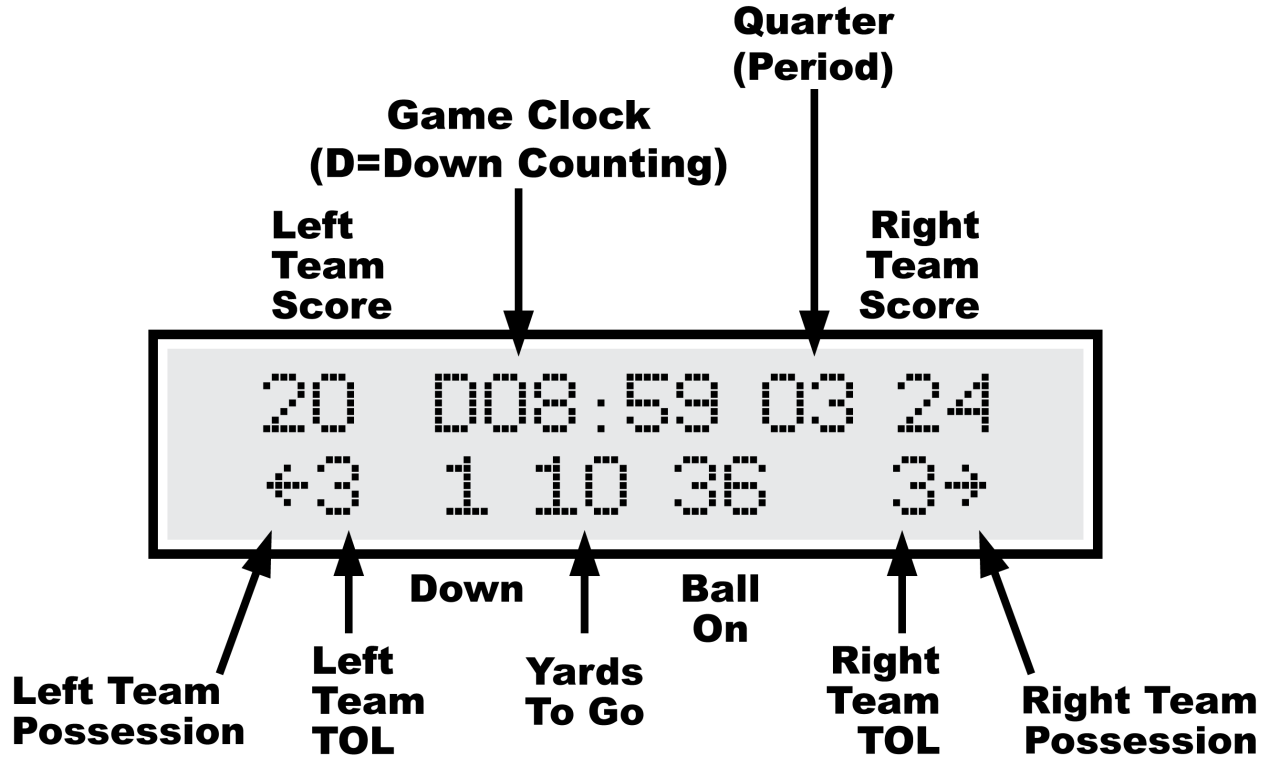 Quarter
(Period)
Game Clock
(D=Down Counting)
Left
Team
Score
Right
Team
Score
20 D08:59 03 24
←3 1 10 36 3→
Down
Ball
On
Left Team
Possession
Left
Team
TOL
Yards
To Go
Right
Team
TOL
Right Team
Possession